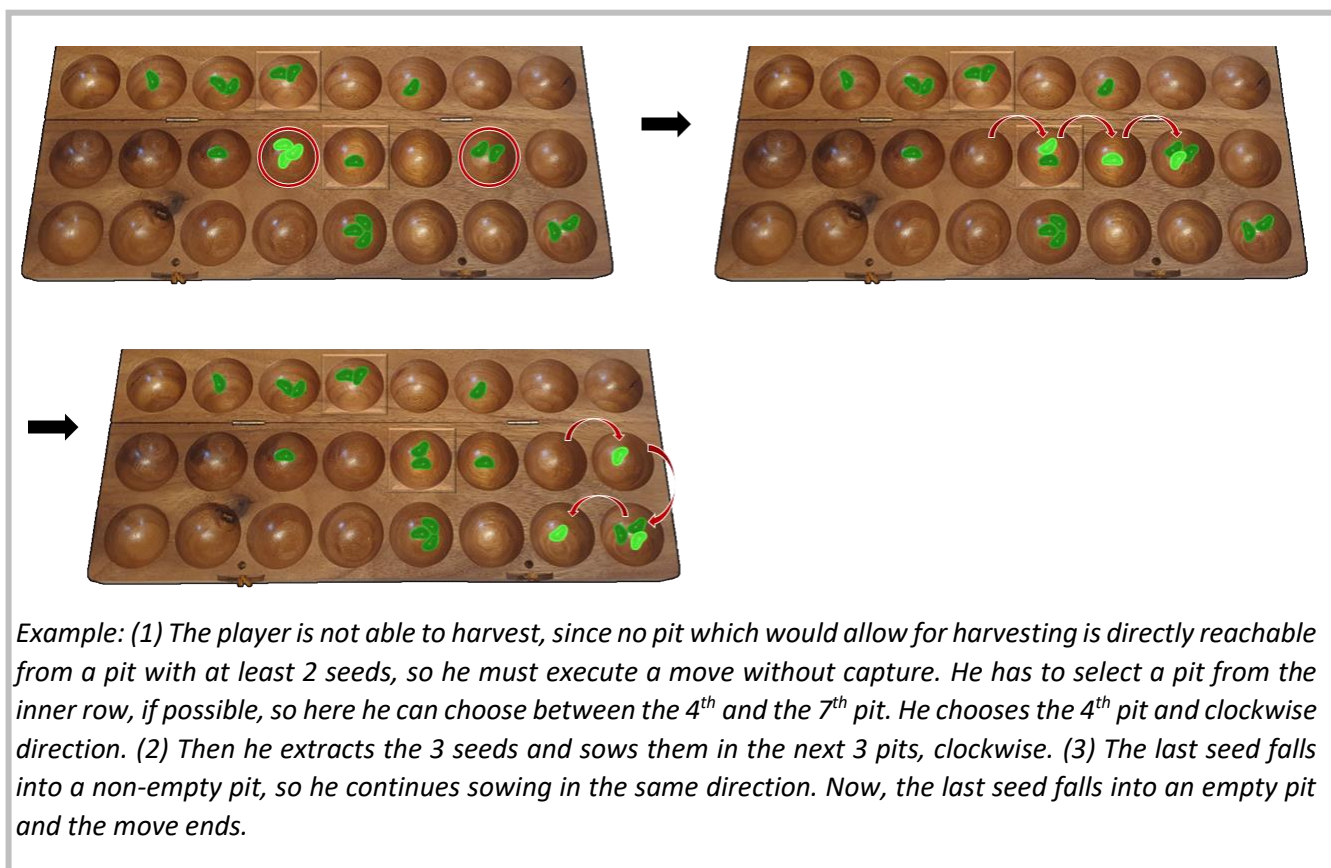 Example: (1) The player is not able to harvest, since no pit which would allow for harvesting is directly reachable
from a pit with at least 2 seeds, so he must execute a move without capture. He has to select a pit from the
inner row, if possible, so here he can choose between the 4th and the 7th pit. He chooses the 4th pit and clockwise
direction. (2) Then he extracts the 3 seeds and sows them in the next 3 pits, clockwise. (3) The last seed falls
into a non-empty pit, so he continues sowing in the same direction. Now, the last seed falls into an empty pit
and the move ends.